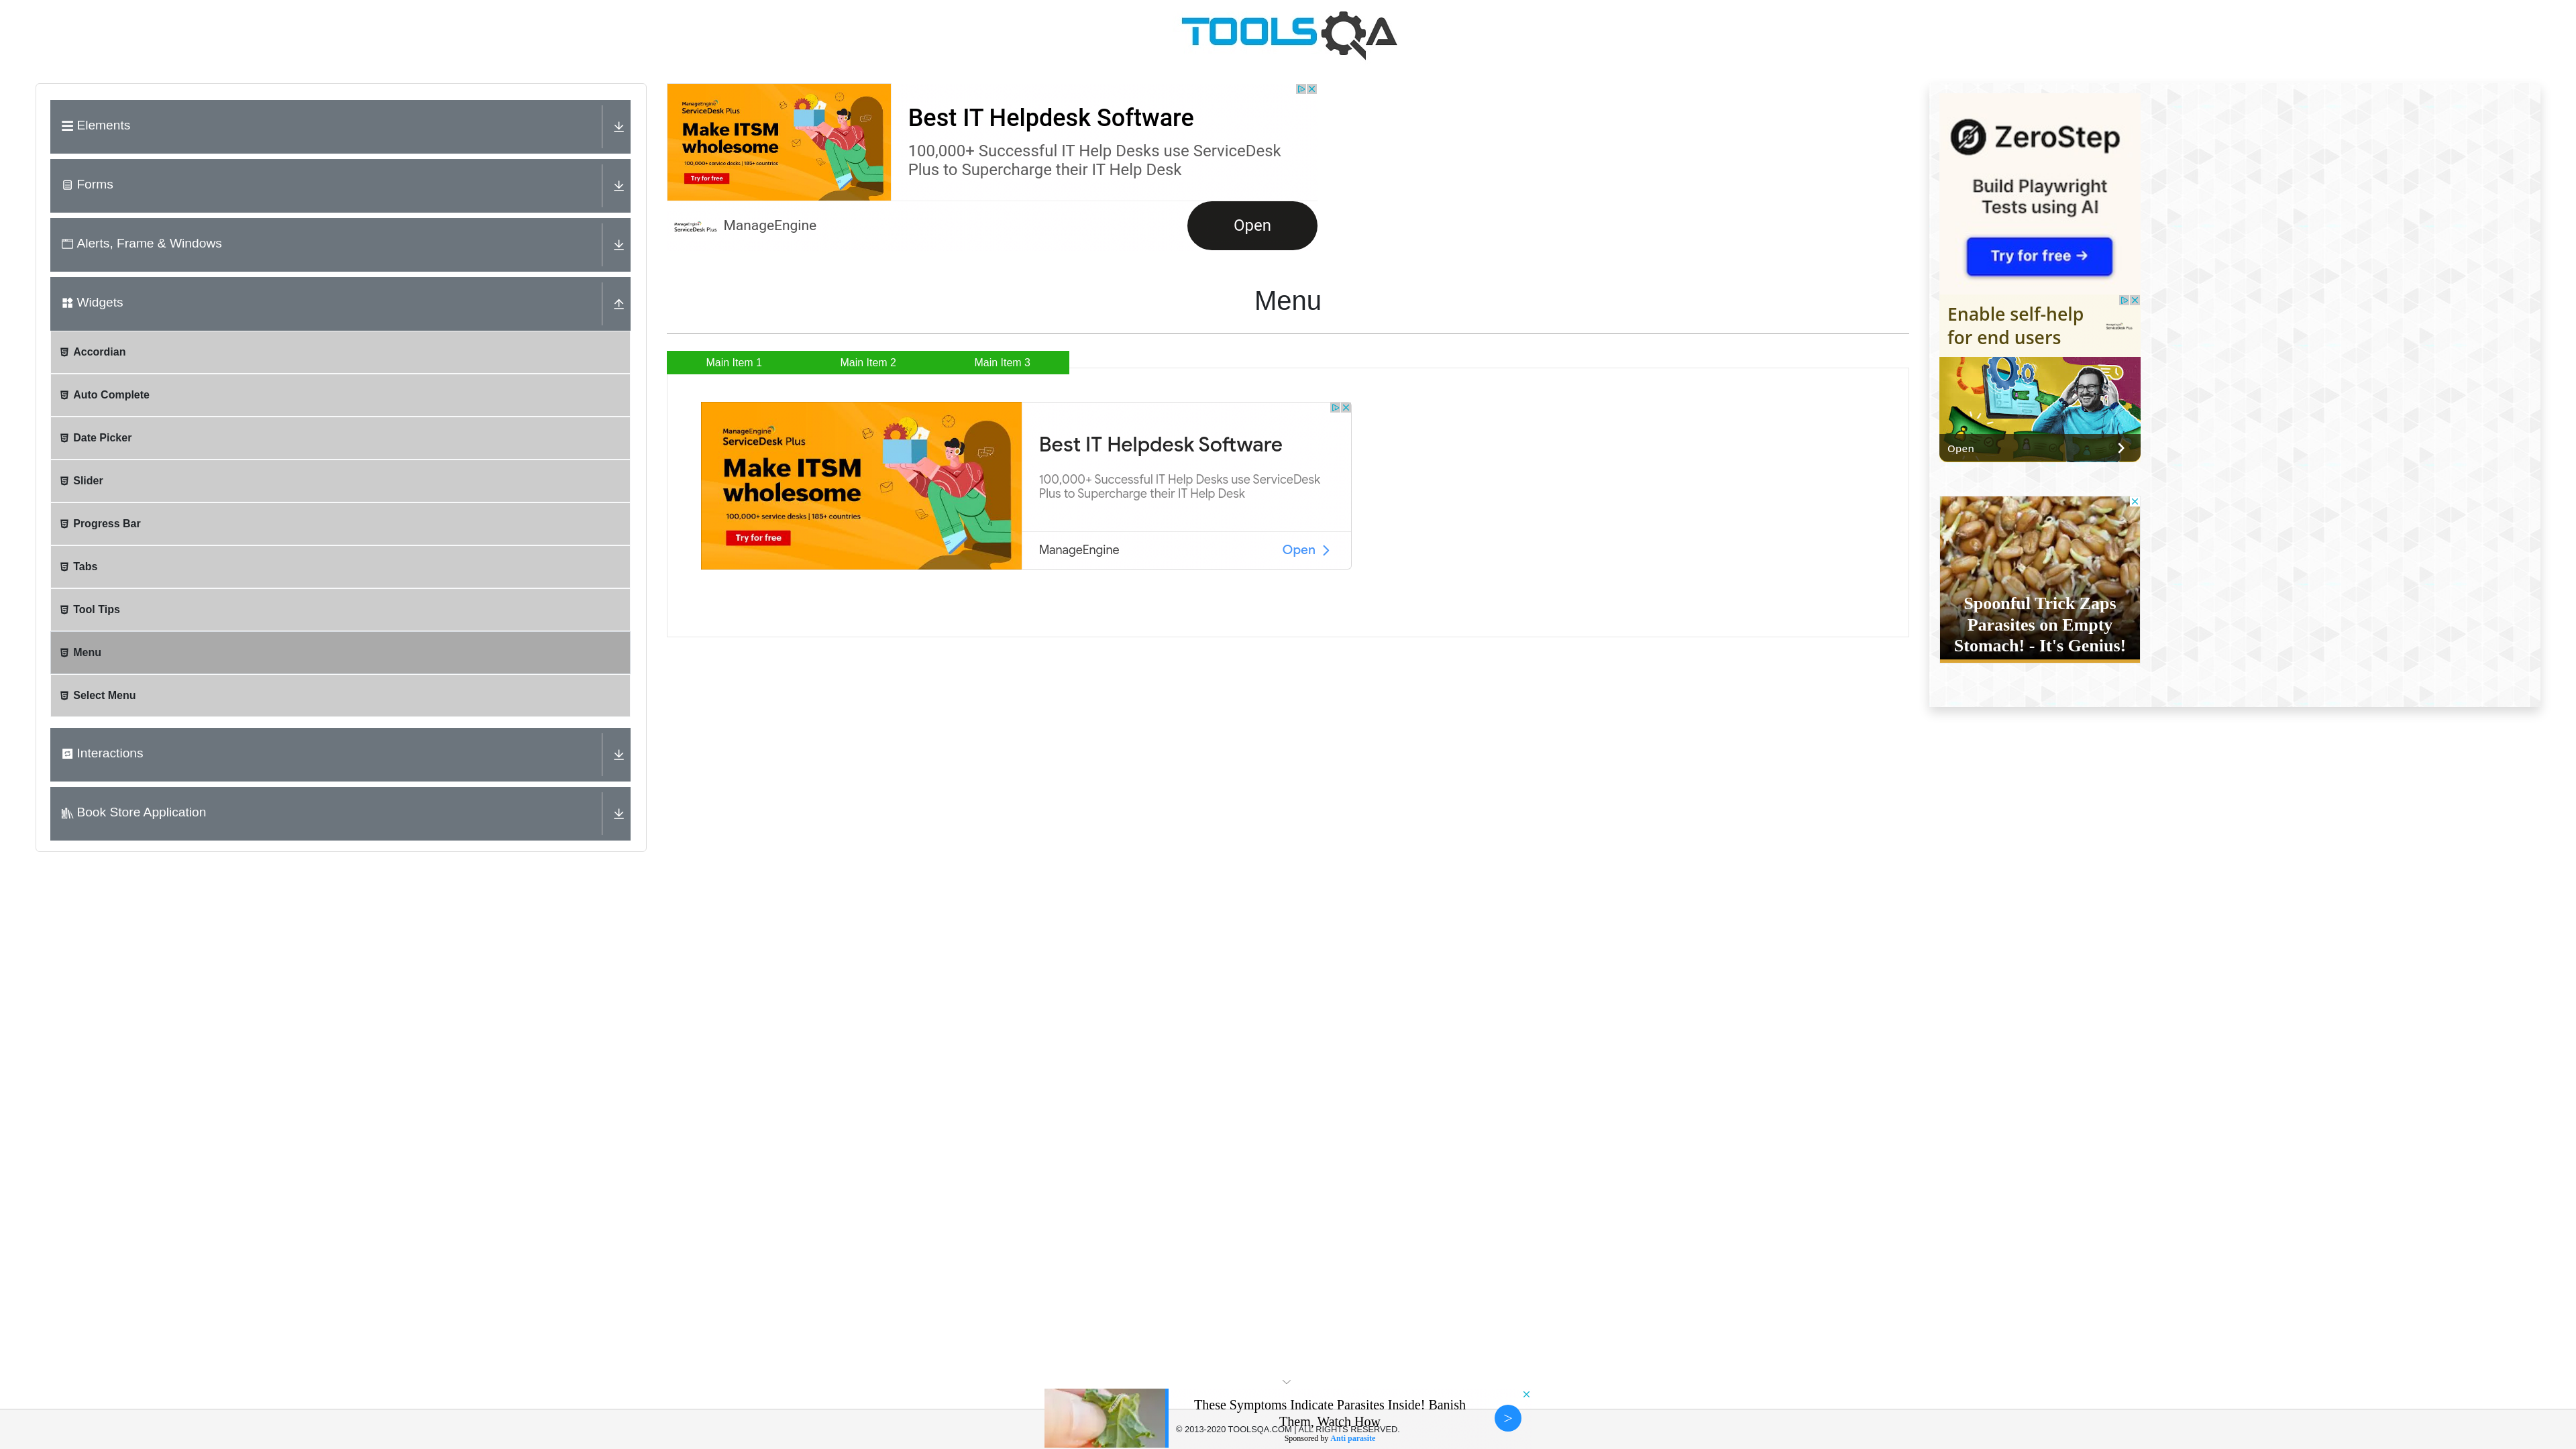 TOOLSQA
Elements
Forms
Alerts, Frame & Windows
Widgets
Accordian
Auto Complete
Date Picker
Slider
Progress Bar
Tabs
Tool Tips
Menu
Select Menu
Interactions
Book Store Application
ManageEngine
ServiceDesk Plus
Make ITSM
wholesome
100,000+ service desks | 185+ countries
Try for free
Best IT Helpdesk Software
100,000+ Successful IT Help Desks use ServiceDesk
Plus to Supercharge their IT Help Desk
ManageEngine
ServiceDesk Plus
ManageEngine
Open
Menu
Main Item 1
Main Item 2
Main Item 3
ManageEngine
ServiceDesk Plus
Make ITSM
wholesome
100,000+ service desks | 185+ countries
Try for free
Best IT Helpdesk Software
100,000+ Successful IT Help Desks use ServiceDesk
Plus to Supercharge their IT Help Desk
ManageEngine
Open
ZeroStep
Build Playwright
Tests using AI
Try for free →
Enable self-help
for end users
Open
Spoonful Trick Zaps
Parasites on Empty
Stomach! - It's Genius!
These Symptoms Indicate Parasites Inside! Banish
Them, Watch How
© 2013-2020 TOOLSQA.COM | ALL RIGHTS RESERVED.
Sponsored by Anti parasite